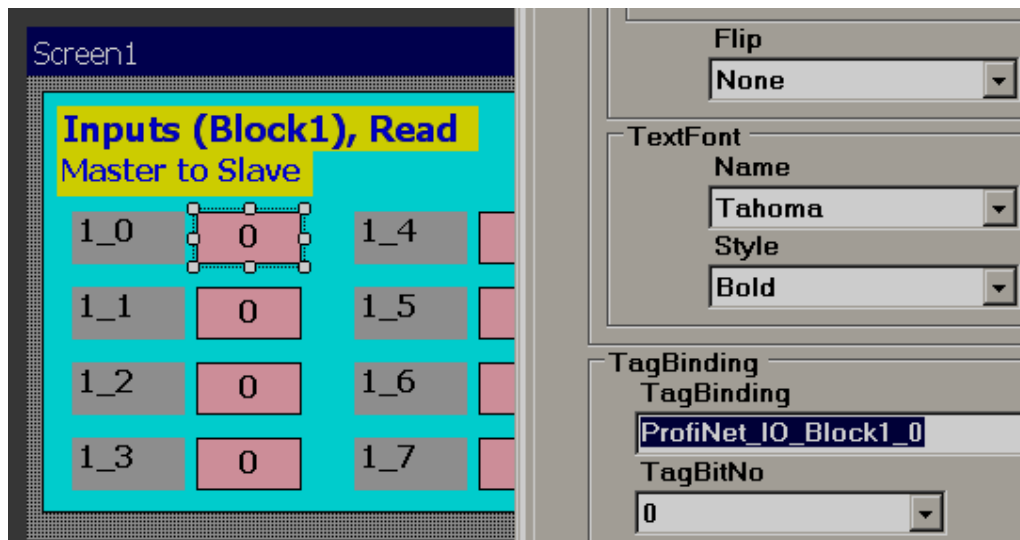 Screen1
Inputs (Block1), Read
Master to Slave
1_0 0 1_4
1_1 0 1_5
1_2 0 1_6
1_3 0 1_7
Flip
None
TextFont
Name
Tahoma
Style
Bold
TagBinding
TagBinding
ProfiNet_IO_Block1_0
TagBitNo
0